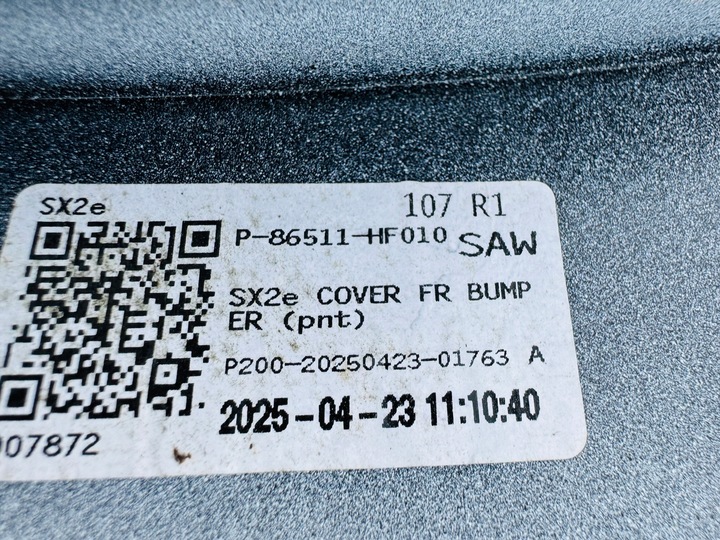 SX2e 107 R1
P-86511-HF010 SAW
SX2e COVER FR BUMP
ER (pnt)
P200-20250423-01763 A
2025-04-23 11:10:40
007872